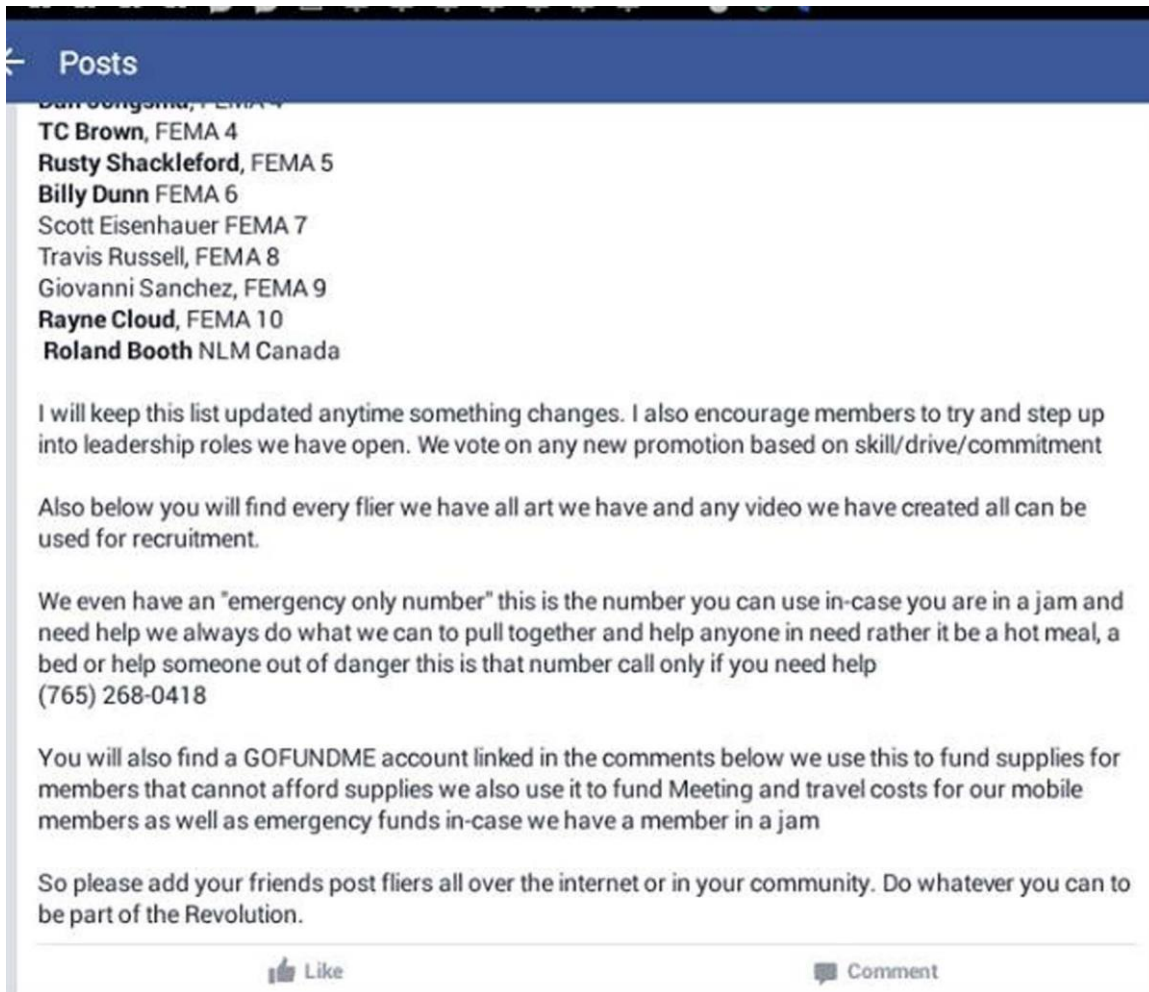 Posts
TC Brown, FEMA 4
Rusty Shackleford, FEMA 5
Billy Dunn FEMA 6
Scott Eisenhauer FEMA 7
Travis Russell, FEMA 8
Giovanni Sanchez, FEMA 9
Rayne Cloud, FEMA 10
Roland Booth NLM Canada
I will keep this list updated anytime something changes. I also encourage members to try and step up
into leadership roles we have open. We vote on any new promotion based on skill/drive/commitment
Also below you will find every flier we have all art we have and any video we have created all can be
used for recruitment.
We even have an "emergency only number" this is the number you can use in-case you are in a jam and
need help we always do what we can to pull together and help anyone in need rather it be a hot meal, a
bed or help someone out of danger this is that number call only if you need help
(765) 268-0418
You will also find a GOFUNDME account linked in the comments below we use this to fund supplies for
members that cannot afford supplies we also use it to fund Meeting and travel costs for our mobile
members as well as emergency funds in-case we have a member in a jam
So please add your friends post fliers all over the internet or in your community. Do whatever you can to
be part of the Revolution.
Like
Comment